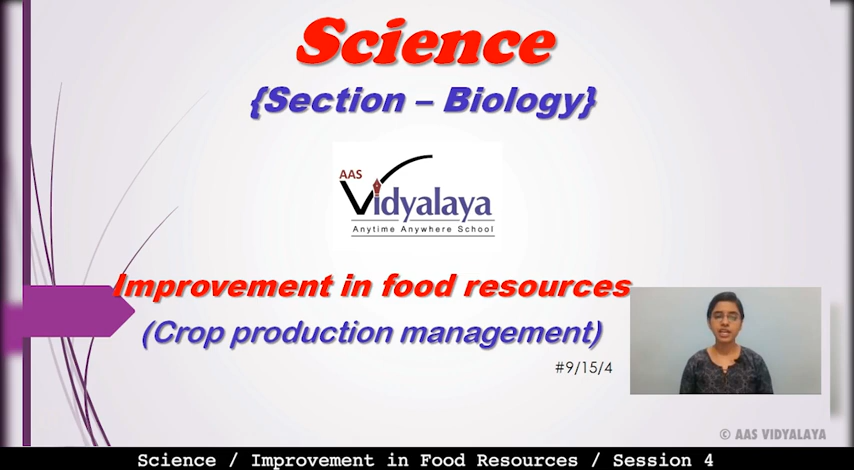 Science
{Section – Biology}
AAS
Vidyalaya
Anytime Anywhere School
Improvement in food resources
(Crop production management)
#9/15/4
© AAS VIDYALAYA
Science / Improvement in Food Resources / Session 4